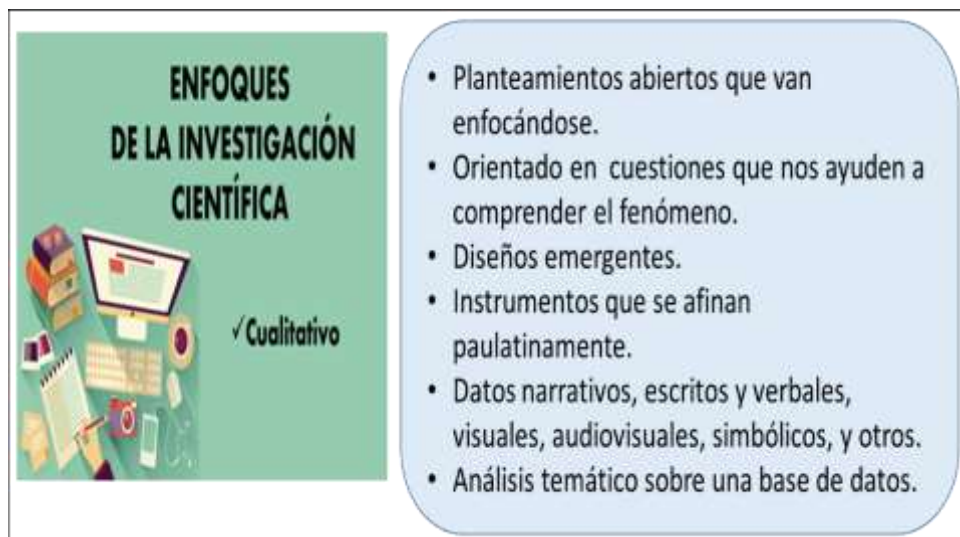 ENFOQUES
DE LA INVESTIGACIÓN
CIENTÍFICA
✓Cualitativo
• Planteamientos abiertos que van
enfocándose.
• Orientado en cuestiones que nos ayuden a
comprender el fenómeno.
• Diseños emergentes.
• Instrumentos que se afinan
paulatinamente.
• Datos narrativos, escritos y verbales,
visuales, audiovisuales, simbólicos, y otros.
• Análisis temático sobre una base de datos.